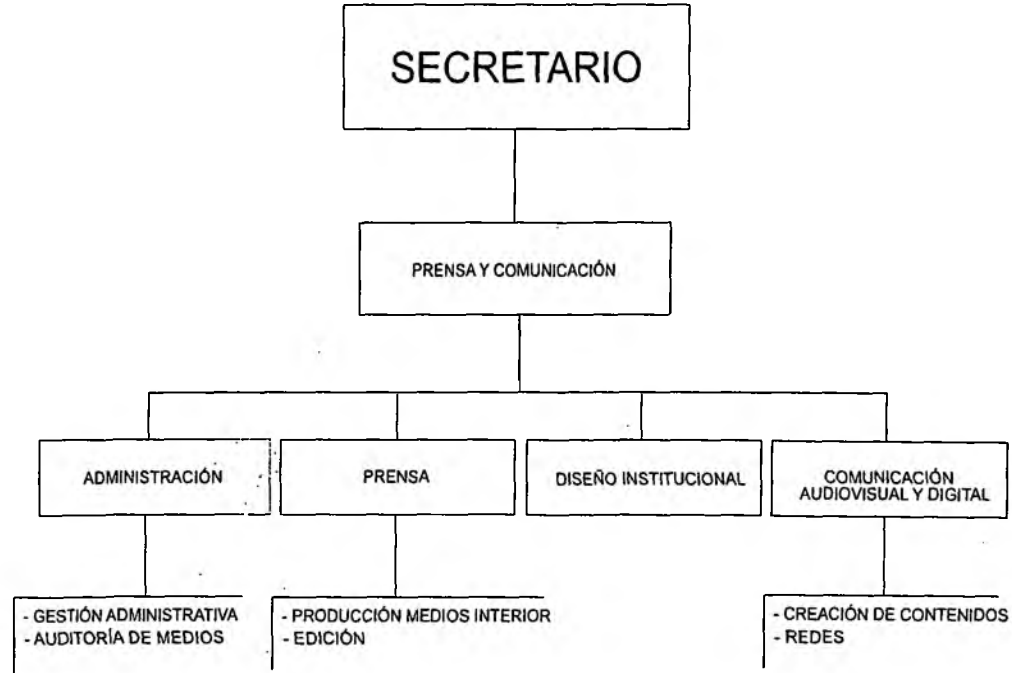 SECRETARIO
PRENSA Y COMUNICACIÓN
ADMINISTRACIÓN
PRENSA
DISEÑO INSTITUCIONAL
COMUNICACIÓN
AUDIOVISUAL Y DIGITAL
- GESTIÓN ADMINISTRATIVA
- AUDITORÍA DE MEDIOS
- PRODUCCIÓN MEDIOS INTERIOR
- EDICIÓN
- CREACIÓN DE CONTENIDOS
- REDES